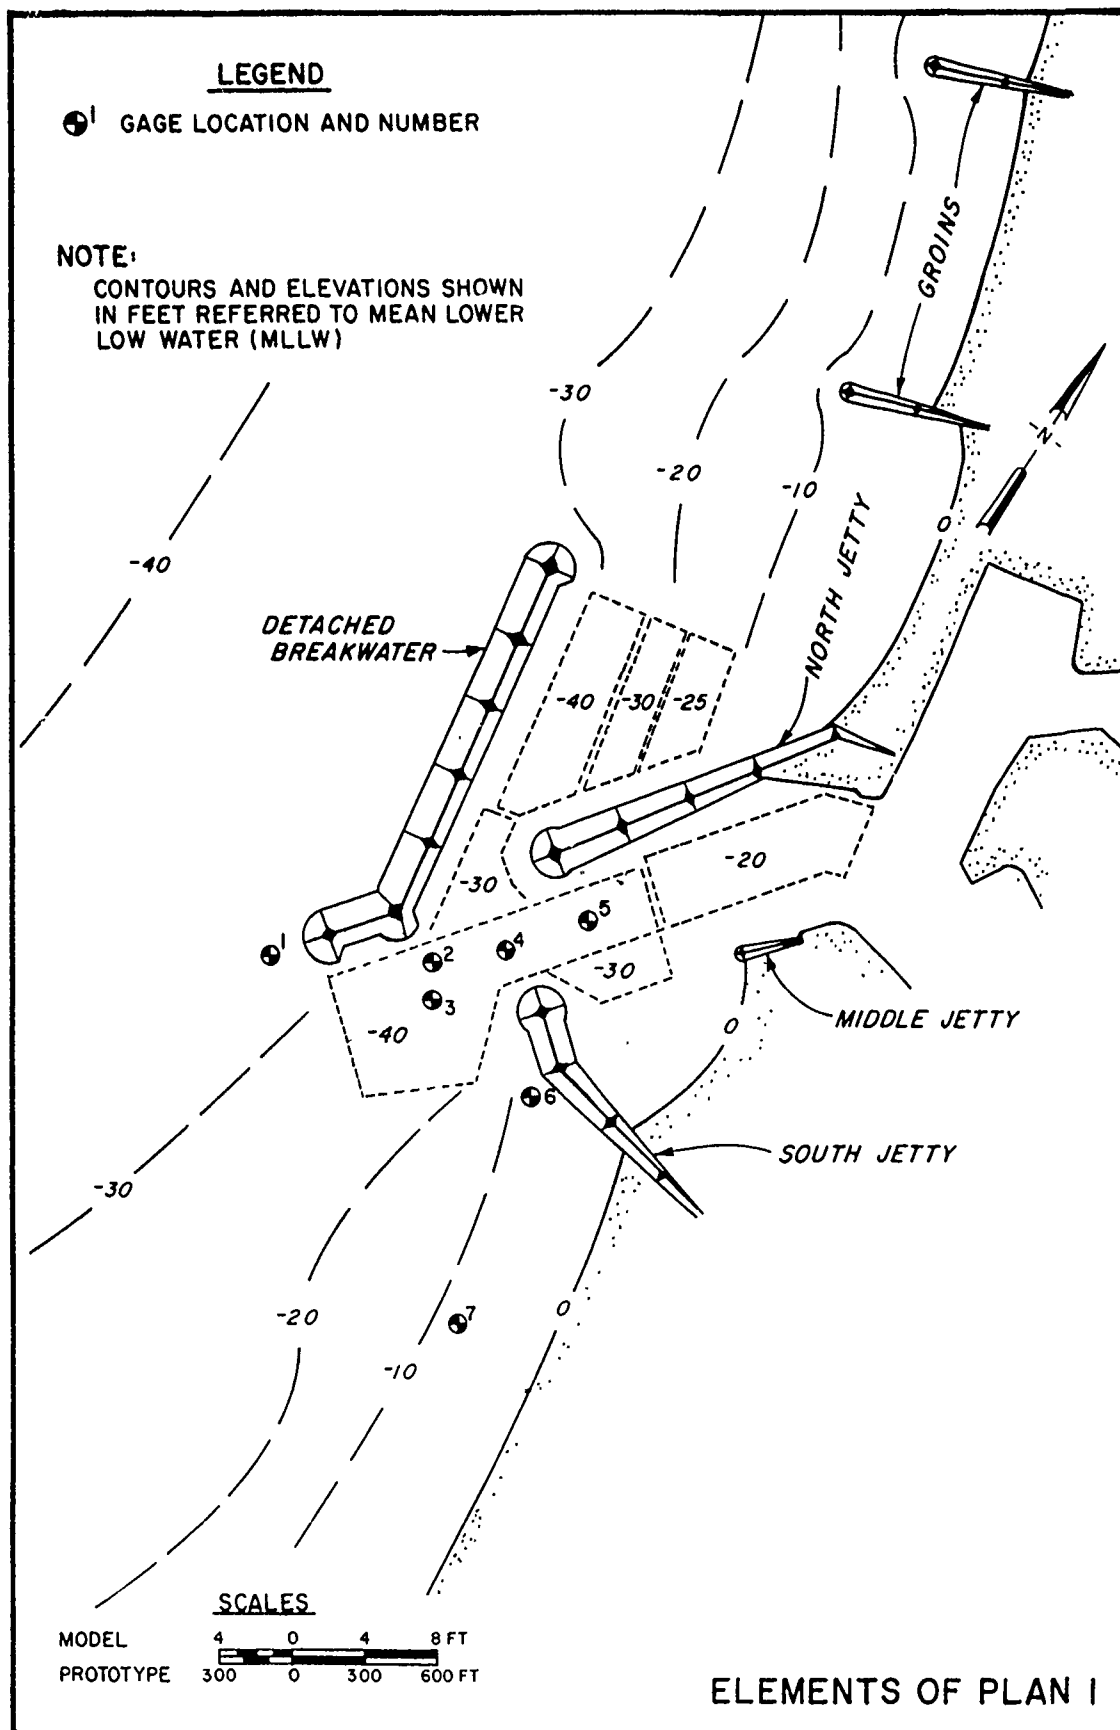 LEGEND
1 GAGE LOCATION AND NUMBER
NOTE:
CONTOURS AND ELEVATIONS SHOWN
IN FEET REFERRED TO MEAN LOWER
LOW WATER (MLLW)
GROINS
-30
-N-
-20
-10
NORTH JETTY
0
-40
DETACHED
BREAKWATER
-40
-30
-25
-20
-30
5
1
2
4
-30
3
-40
MIDDLE JETTY
0
6
SOUTH JETTY
-30
0
-20
7
-10
SCALES
MODEL 4 0 4 8 FT
PROTOTYPE 300 0 300 600 FT
ELEMENTS OF PLAN 1